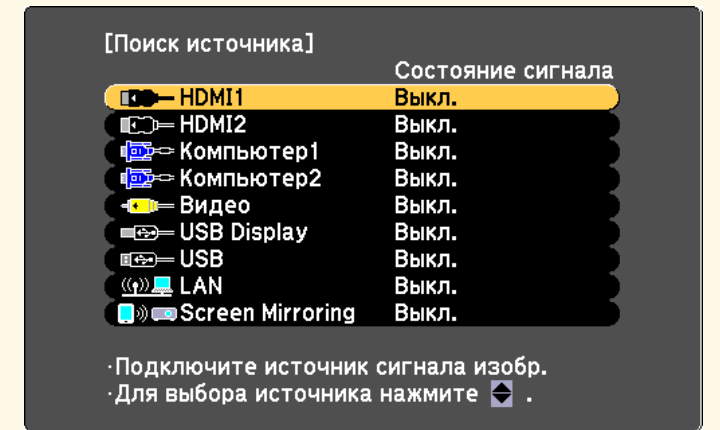 [Поиск источника]
Состояние сигнала
HDMI1 Выкл.
HDMI2 Выкл.
Компьютер1 Выкл.
Компьютер2 Выкл.
Видео Выкл.
USB Display Выкл.
USB Выкл.
LAN Выкл.
Screen Mirroring Выкл.
·Подключите источник сигнала изобр.
·Для выбора источника нажмите .